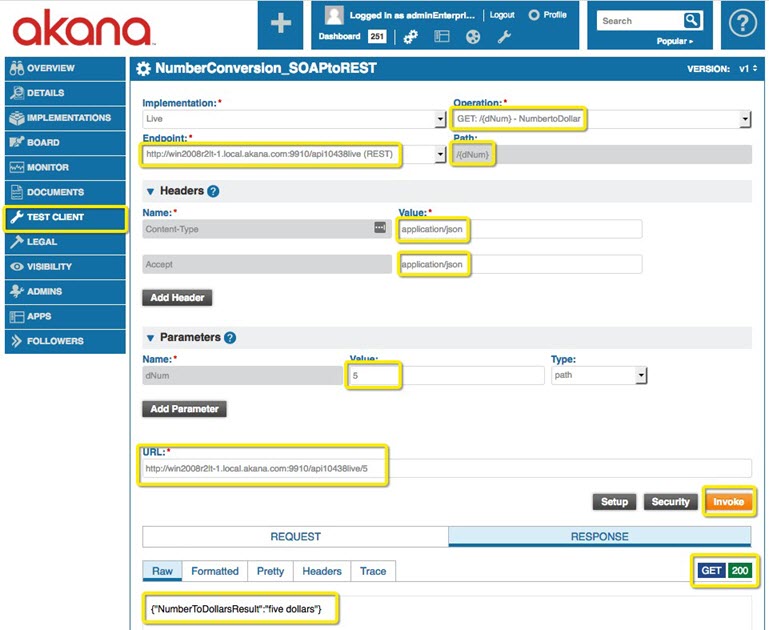 akana
Logged in as adminEnterpri... Logout Profile
Dashboard 251
Search
Popular ▸
OVERVIEW
DETAILS
IMPLEMENTATIONS
BOARD
MONITOR
DOCUMENTS
TEST CLIENT
LEGAL
VISIBILITY
ADMINS
APPS
FOLLOWERS
NumberConversion_SOAPtoREST VERSION: v1
Implementation:* Operation:*
Live GET: /{dNum} - NumbertoDollar
Endpoint:* Path:
http://win2008r2lt-1.local.akana.com:9910/api10438live (REST) /{dNum}
Headers ?
Name:* Value:*
Content-Type application/json
Accept application/json
Add Header
Parameters ?
Name:* Value: Type:
dNum 5 path
Add Parameter
URL:*
http://win2008r2lt-1.local.akana.com:9910/api10438live/5
Setup Security Invoke
REQUEST RESPONSE
Raw Formatted Pretty Headers Trace GET 200
{"NumberToDollarsResult":"five dollars"}